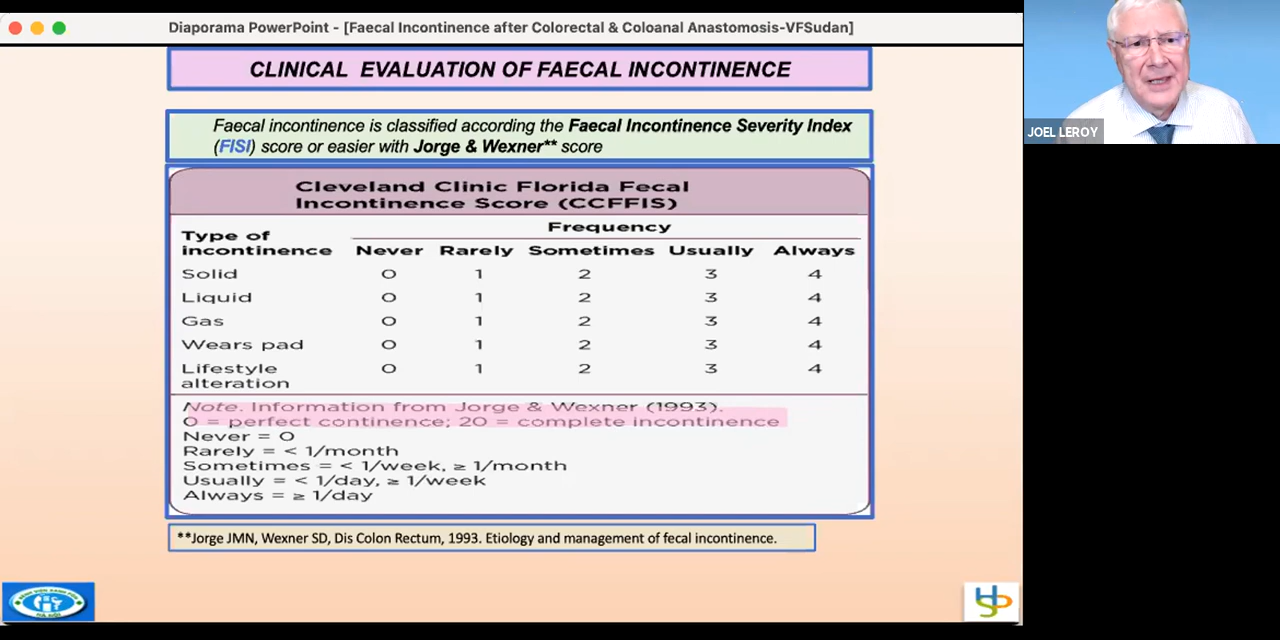 Diaporama PowerPoint - [Faecal Incontinence after Colorectal & Coloanal Anastomosis-VFSudan]
CLINICAL EVALUATION OF FAECAL INCONTINENCE
Faecal incontinence is classified according the Faecal Incontinence Severity Index
(FISI) score or easier with Jorge & Wexner** score
Cleveland Clinic Florida Fecal
Incontinence Score (CCFFIS)
Frequency
Type of
incontinence Never Rarely Sometimes Usually Always
Solid 0 1 2 3 4
Liquid 0 1 2 3 4
Gas 0 1 2 3 4
Wears pad 0 1 2 3 4
Lifestyle
alteration 0 1 2 3 4
Note. Information from Jorge & Wexner (1993).
0 = perfect continence; 20 = complete incontinence
Never = 0
Rarely = < 1/month
Sometimes = < 1/week, ≥ 1/month
Usually = < 1/day, ≥ 1/week
Always = ≥ 1/day
**Jorge JMN, Wexner SD, Dis Colon Rectum, 1993. Etiology and management of fecal incontinence.
JOEL LEROY